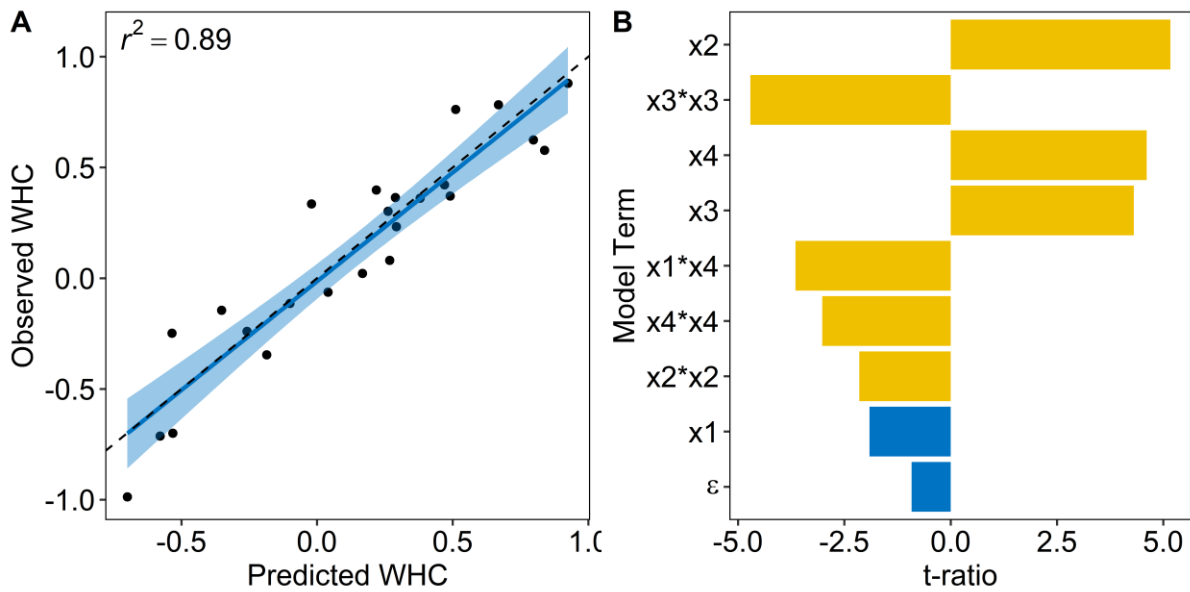 A
r² = 0.89
Observed WHC
1.0
0.5
0.0
-0.5
-1.0
-0.5
0.0
0.5
1.0
Predicted WHC
B
Model Term
x2
x3*x3
x4
x3
x1*x4
x4*x4
x2*x2
x1
ε
-5.0
-2.5
0.0
2.5
5.0
t-ratio